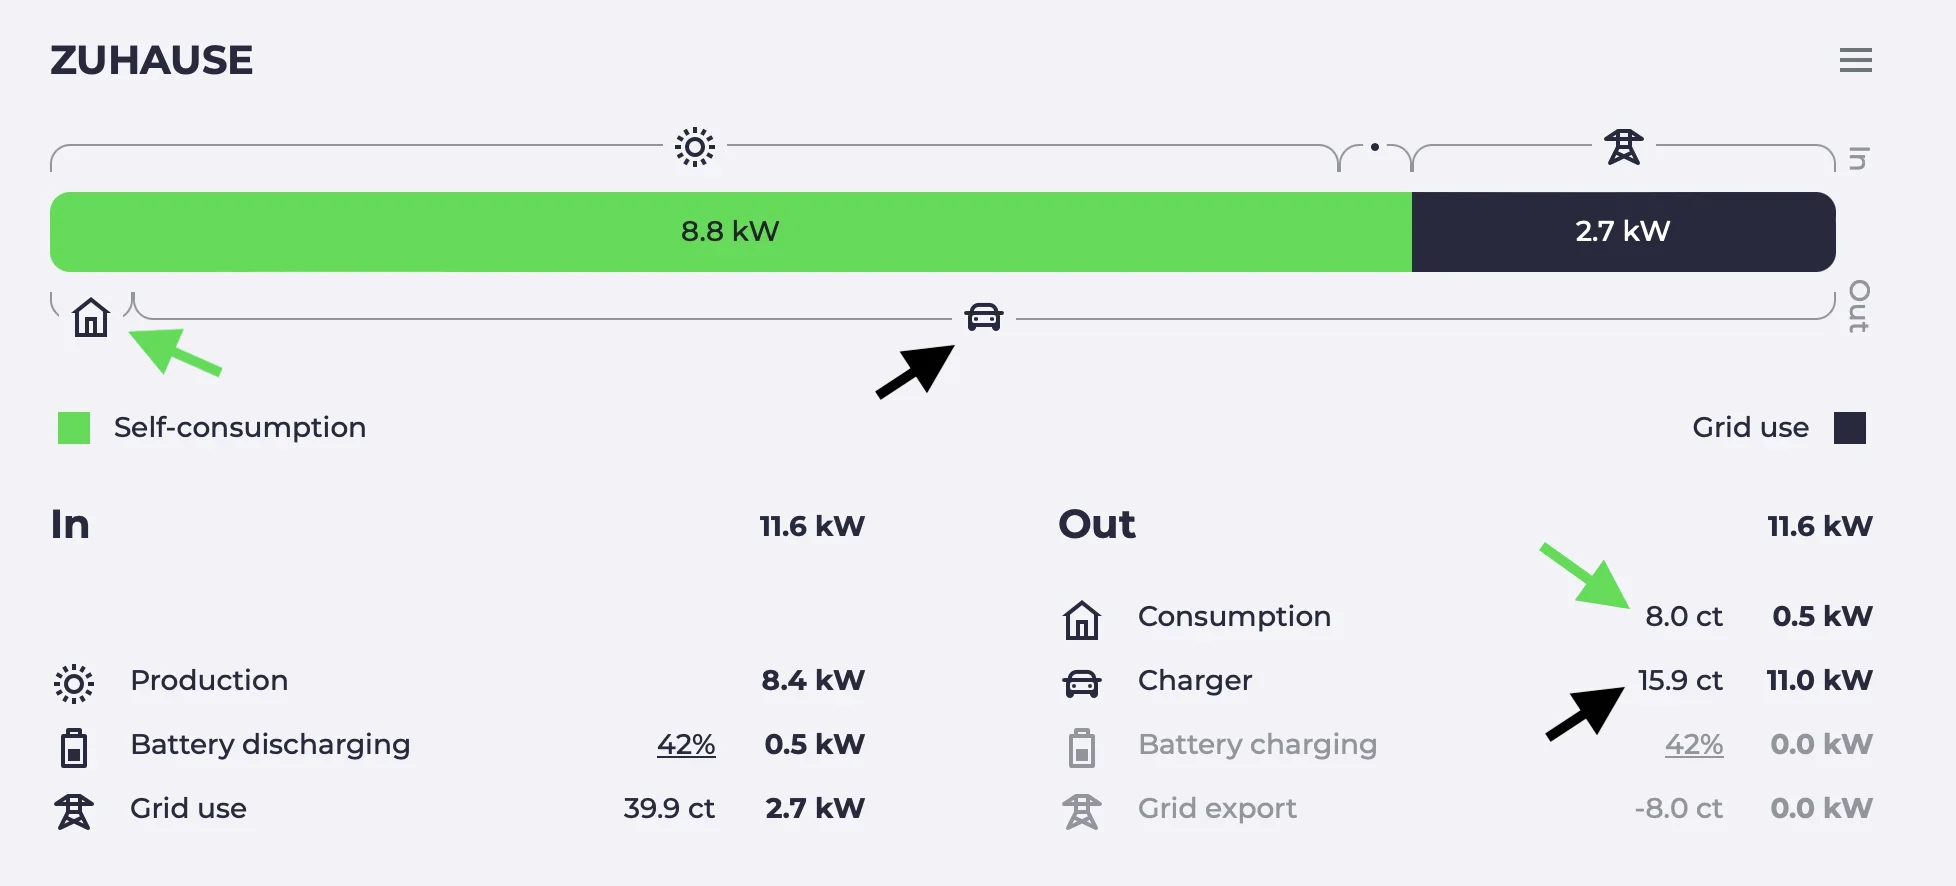 ZUHAUSE
In
8.8 kW
2.7 kW
Out
Self-consumption
Grid use
In 11.6 kW
Production 8.4 kW
Battery discharging 42% 0.5 kW
Grid use 39.9 ct 2.7 kW
Out 11.6 kW
Consumption 8.0 ct 0.5 kW
Charger 15.9 ct 11.0 kW
Battery charging 42% 0.0 kW
Grid export -8.0 ct 0.0 kW